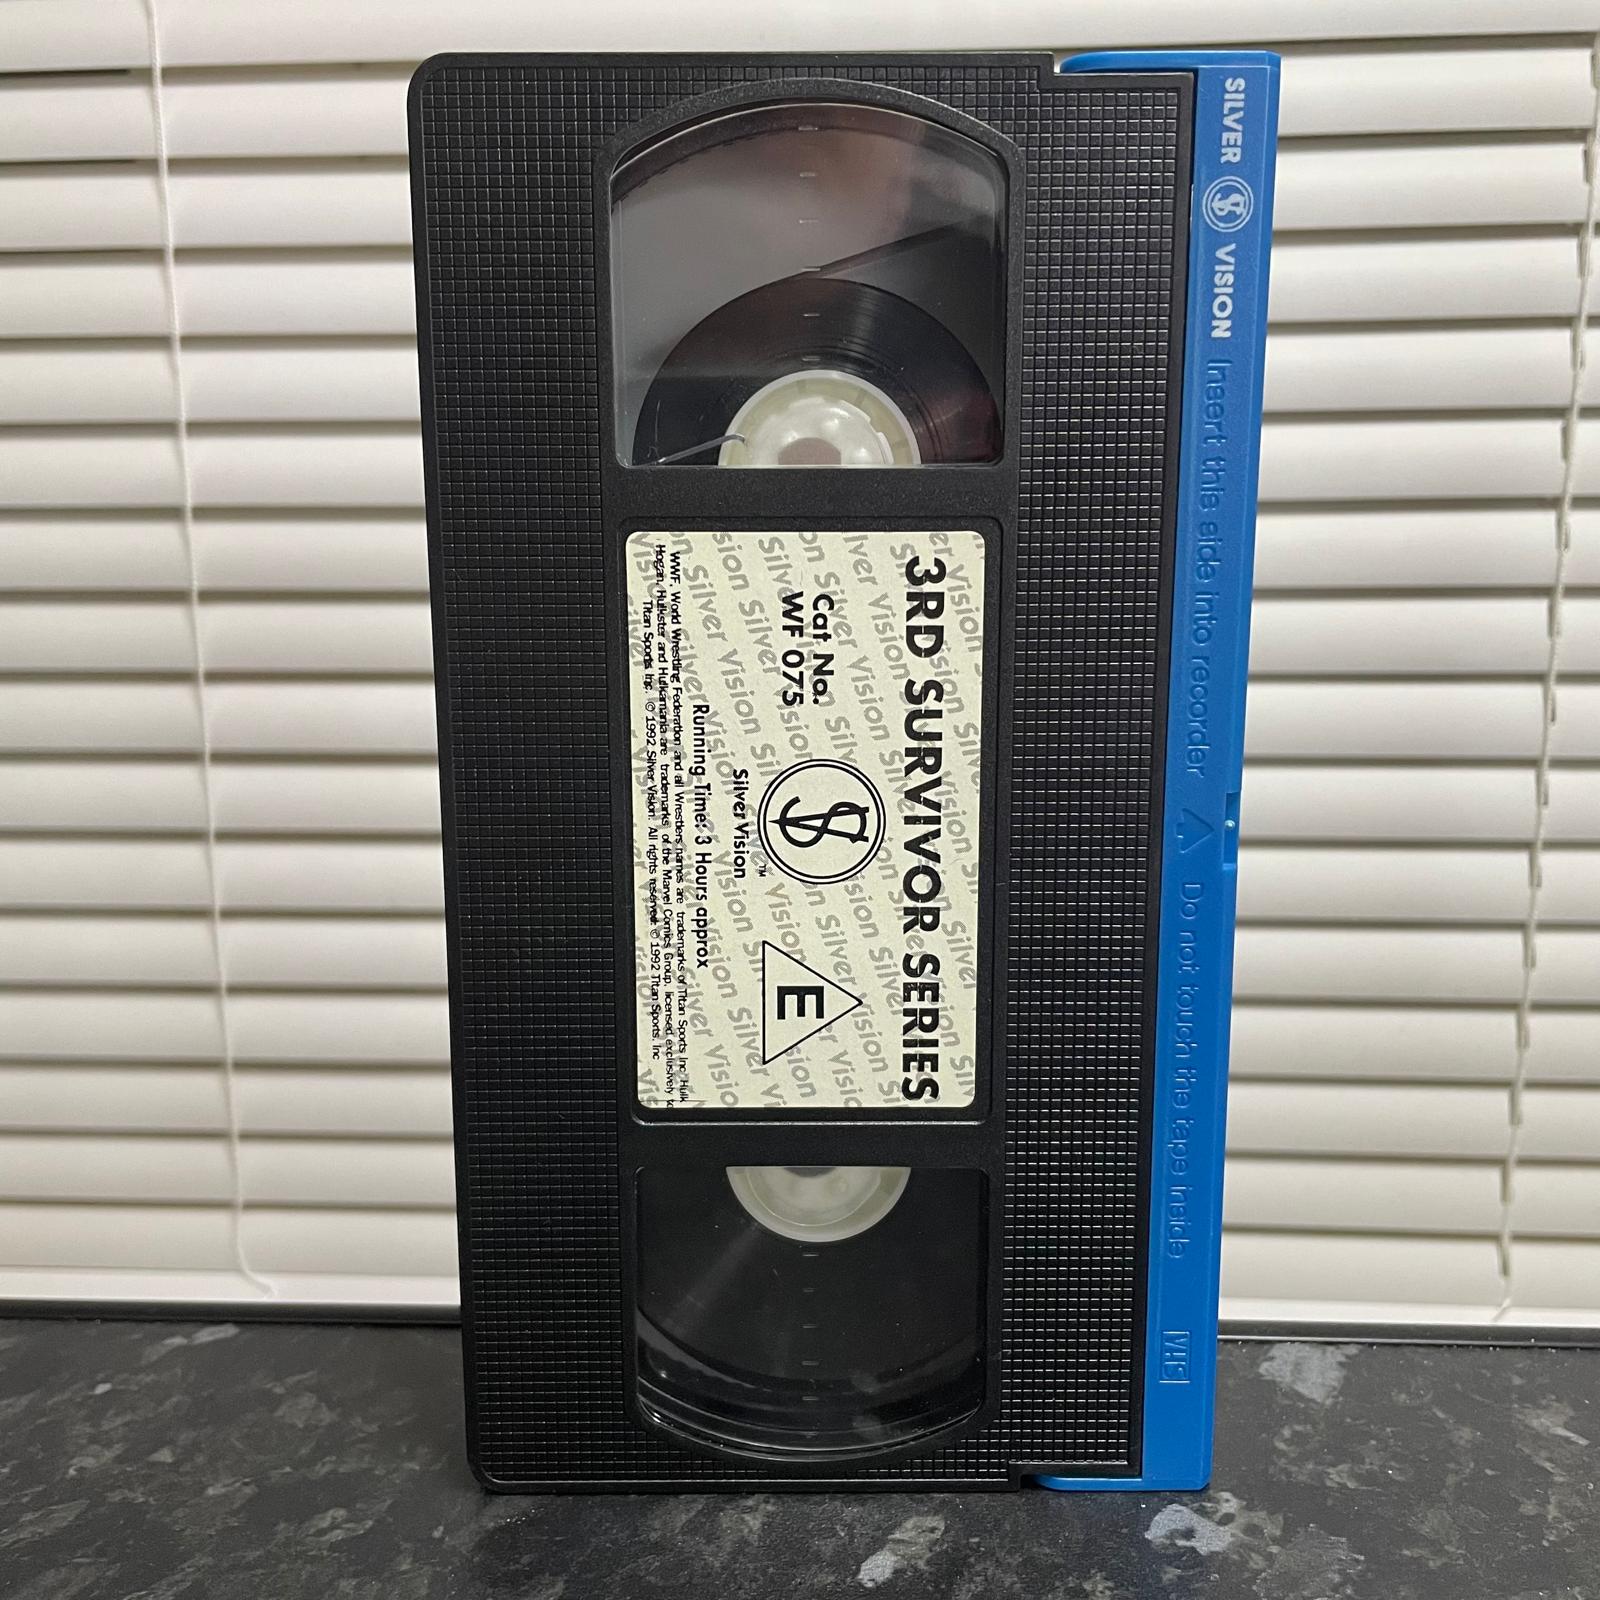 3RD SURVIVOR SERIES
Cat No.
WF 075
SV
E
TM
Silver Vision
Running Time: 3 Hours approx
WWF, World Wrestling Federation and all Wrestlers names are trademarks of Titan Sports Inc. Hulk
Hogan, Hulkster and Hulkamania are trademarks of the Marvel Comics Group, licensed exclusively to
Titan Sports Inc. © 1992 Silver Vision. All rights reserved. © 1992 Titan Sports, Inc
SILVER SV VISION Insert this side into recorder Do not touch the tape inside VHS